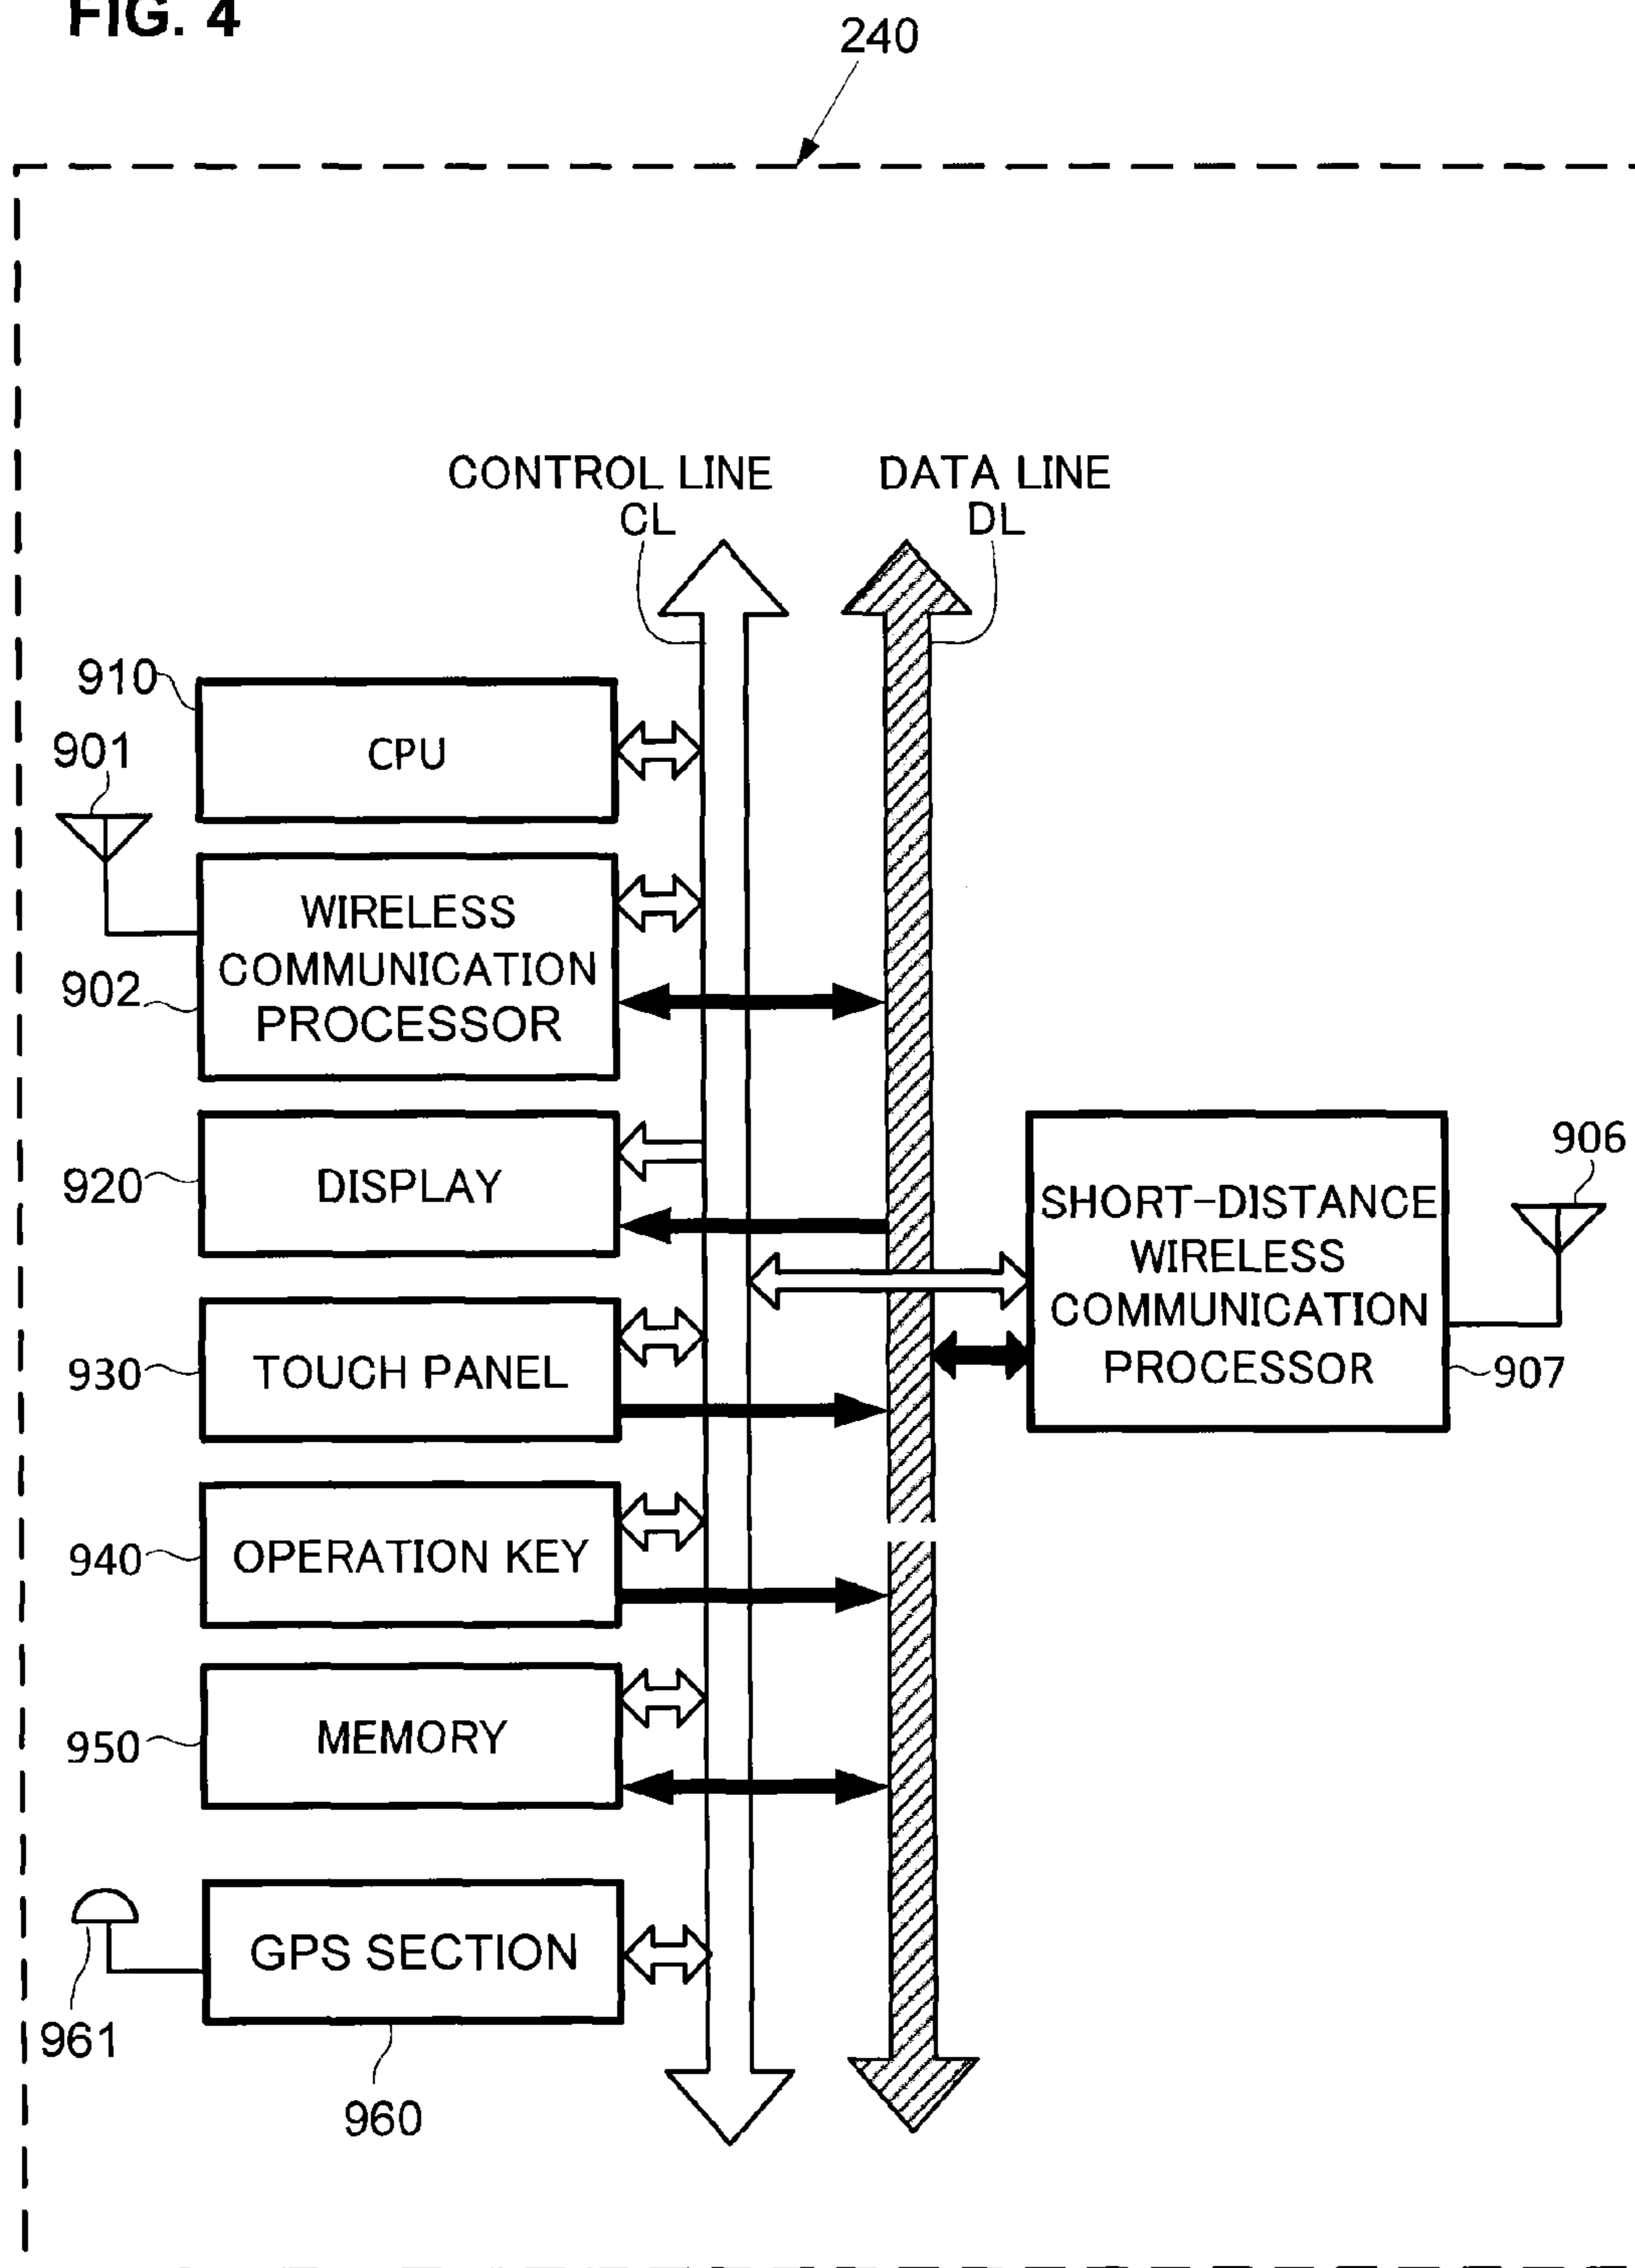 FIG. 4
240
CONTROL LINE
CL
DATA LINE
DL
910
CPU
901
WIRELESS
COMMUNICATION
PROCESSOR
902
920
DISPLAY
906
SHORT-DISTANCE
WIRELESS
COMMUNICATION
PROCESSOR
907
930
TOUCH PANEL
940
OPERATION KEY
950
MEMORY
GPS SECTION
961
960